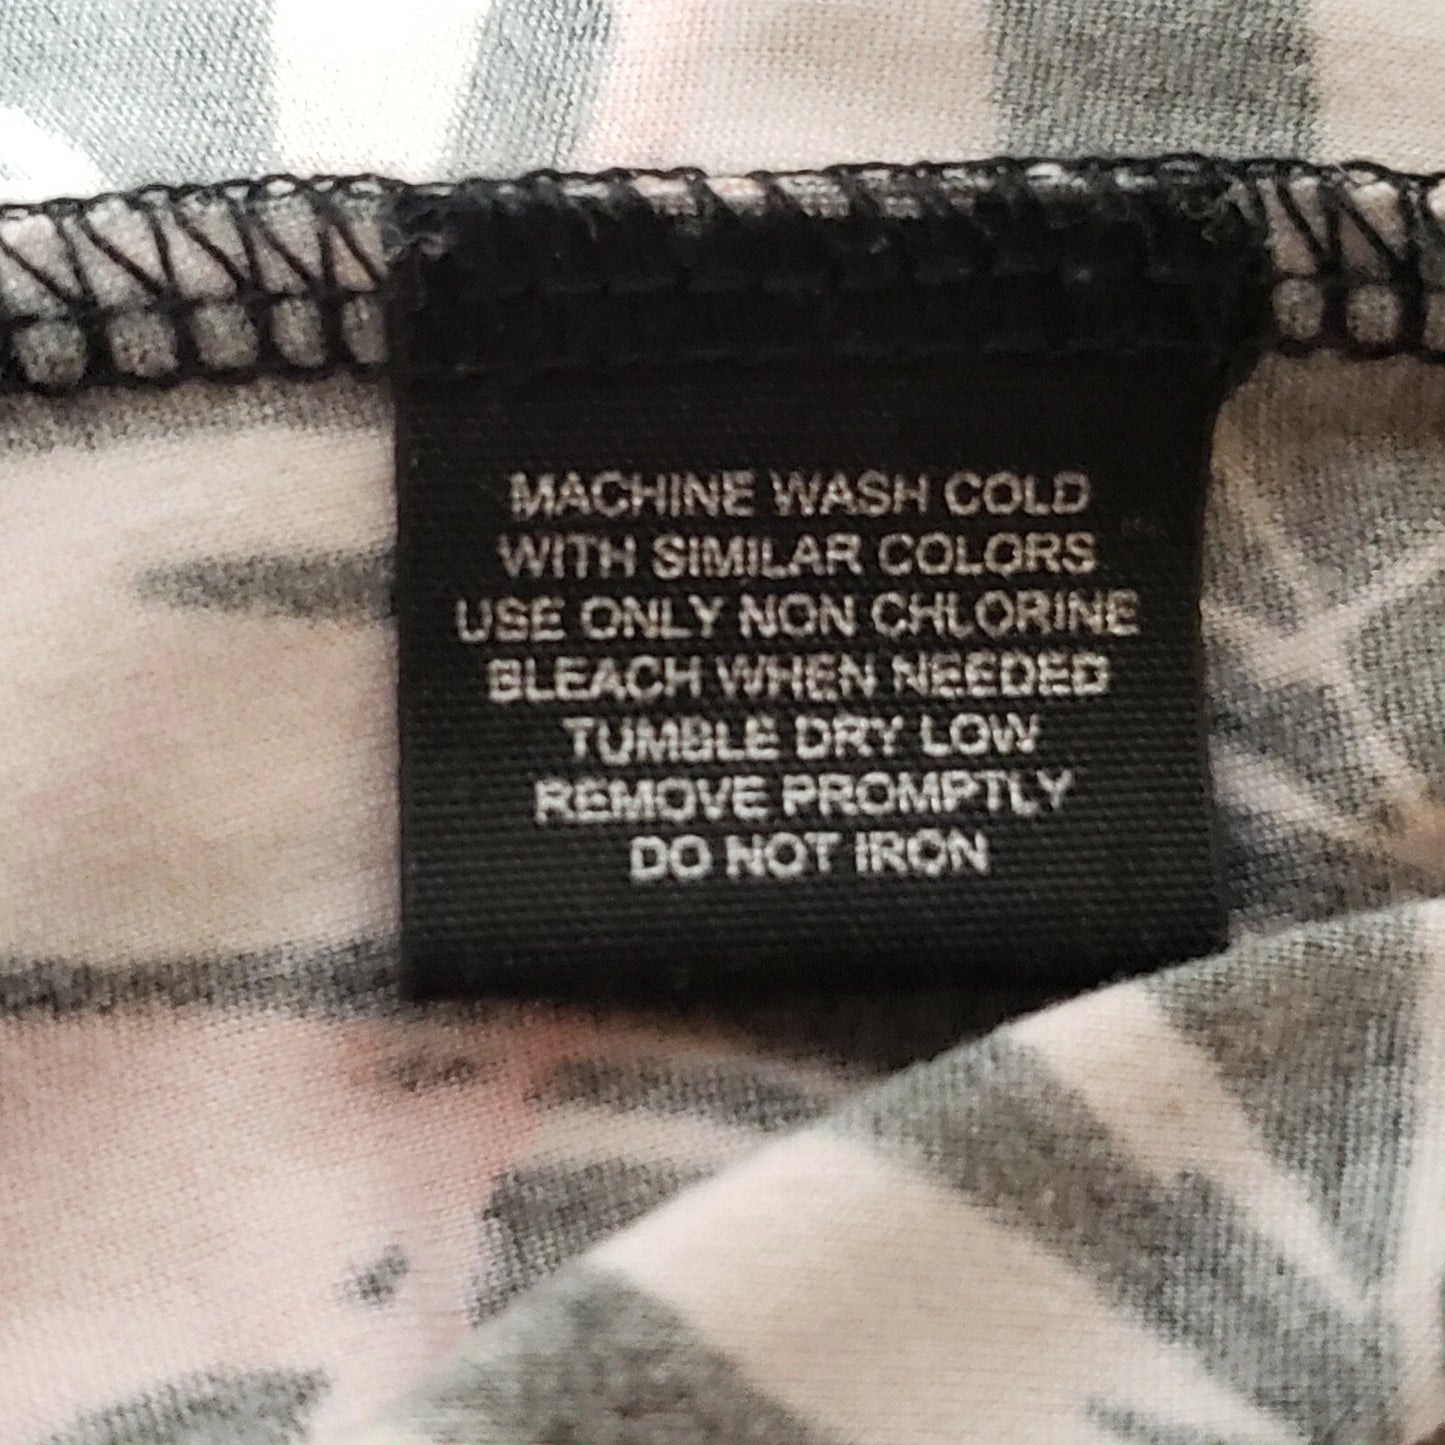 MACHINE WASH COLD
WITH SIMILAR COLORS
USE ONLY NON CHLORINE
BLEACH WHEN NEEDED
TUMBLE DRY LOW
REMOVE PROMPTLY
DO NOT IRON